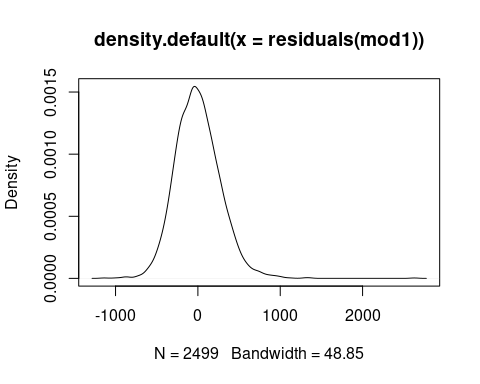 density.default(x = residuals(mod1))
Density
0.0015
0.0010
0.0005
0.0000
-1000 0 1000 2000
N = 2499 Bandwidth = 48.85